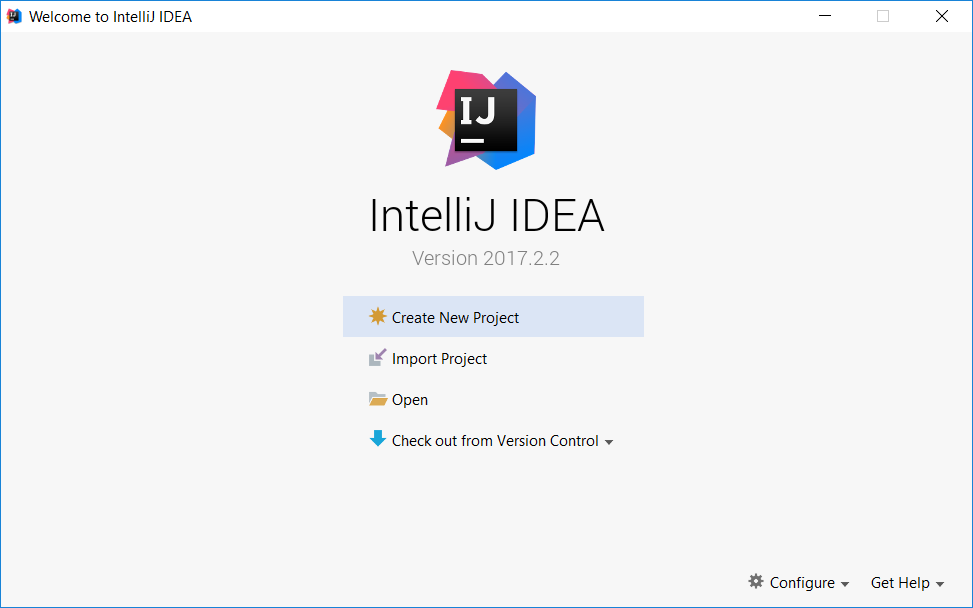 Welcome to IntelliJ IDEA
IJ
IntelliJ IDEA
Version 2017.2.2
Create New Project
Import Project
Open
Check out from Version Control
Configure Get Help